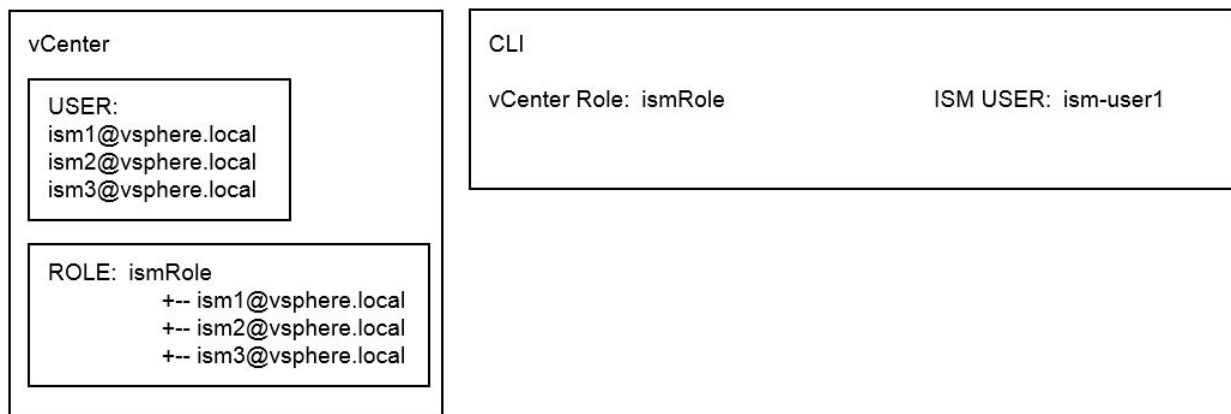 vCenter
USER:
ism1@vsphere.local
ism2@vsphere.local
ism3@vsphere.local
ROLE: ismRole
+-- ism1@vsphere.local
+-- ism2@vsphere.local
+-- ism3@vsphere.local
CLI
vCenter Role: ismRole ISM USER: ism-user1